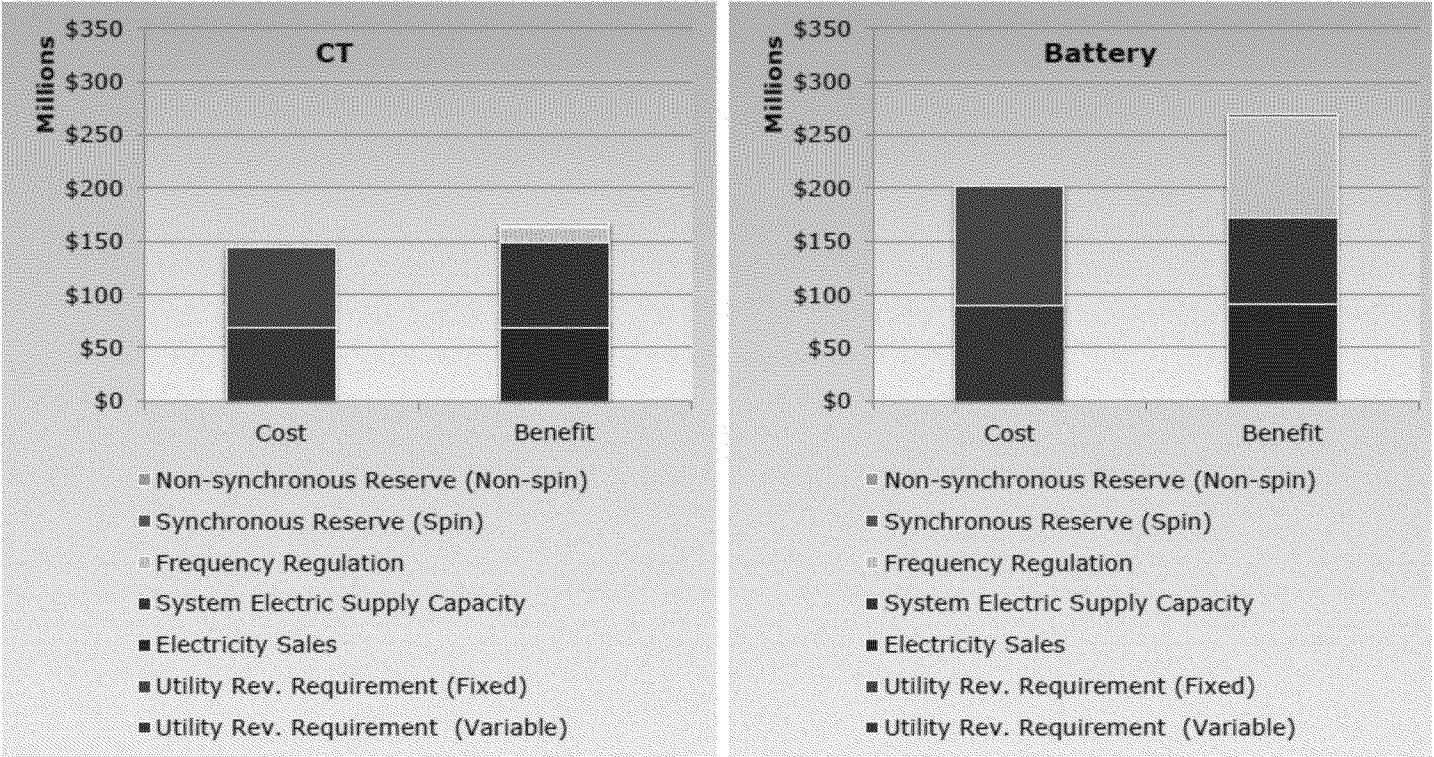 CT
Millions
$350
$300
$250
$200
$150
$100
$50
$0
Cost
Benefit
Non-synchronous Reserve (Non-spin)
Synchronous Reserve (Spin)
Frequency Regulation
System Electric Supply Capacity
Electricity Sales
Utility Rev. Requirement (Fixed)
Utility Rev. Requirement (Variable)
Battery
Millions
$350
$300
$250
$200
$150
$100
$50
$0
Cost
Benefit
Non-synchronous Reserve (Non-spin)
Synchronous Reserve (Spin)
Frequency Regulation
System Electric Supply Capacity
Electricity Sales
Utility Rev. Requirement (Fixed)
Utility Rev. Requirement (Variable)